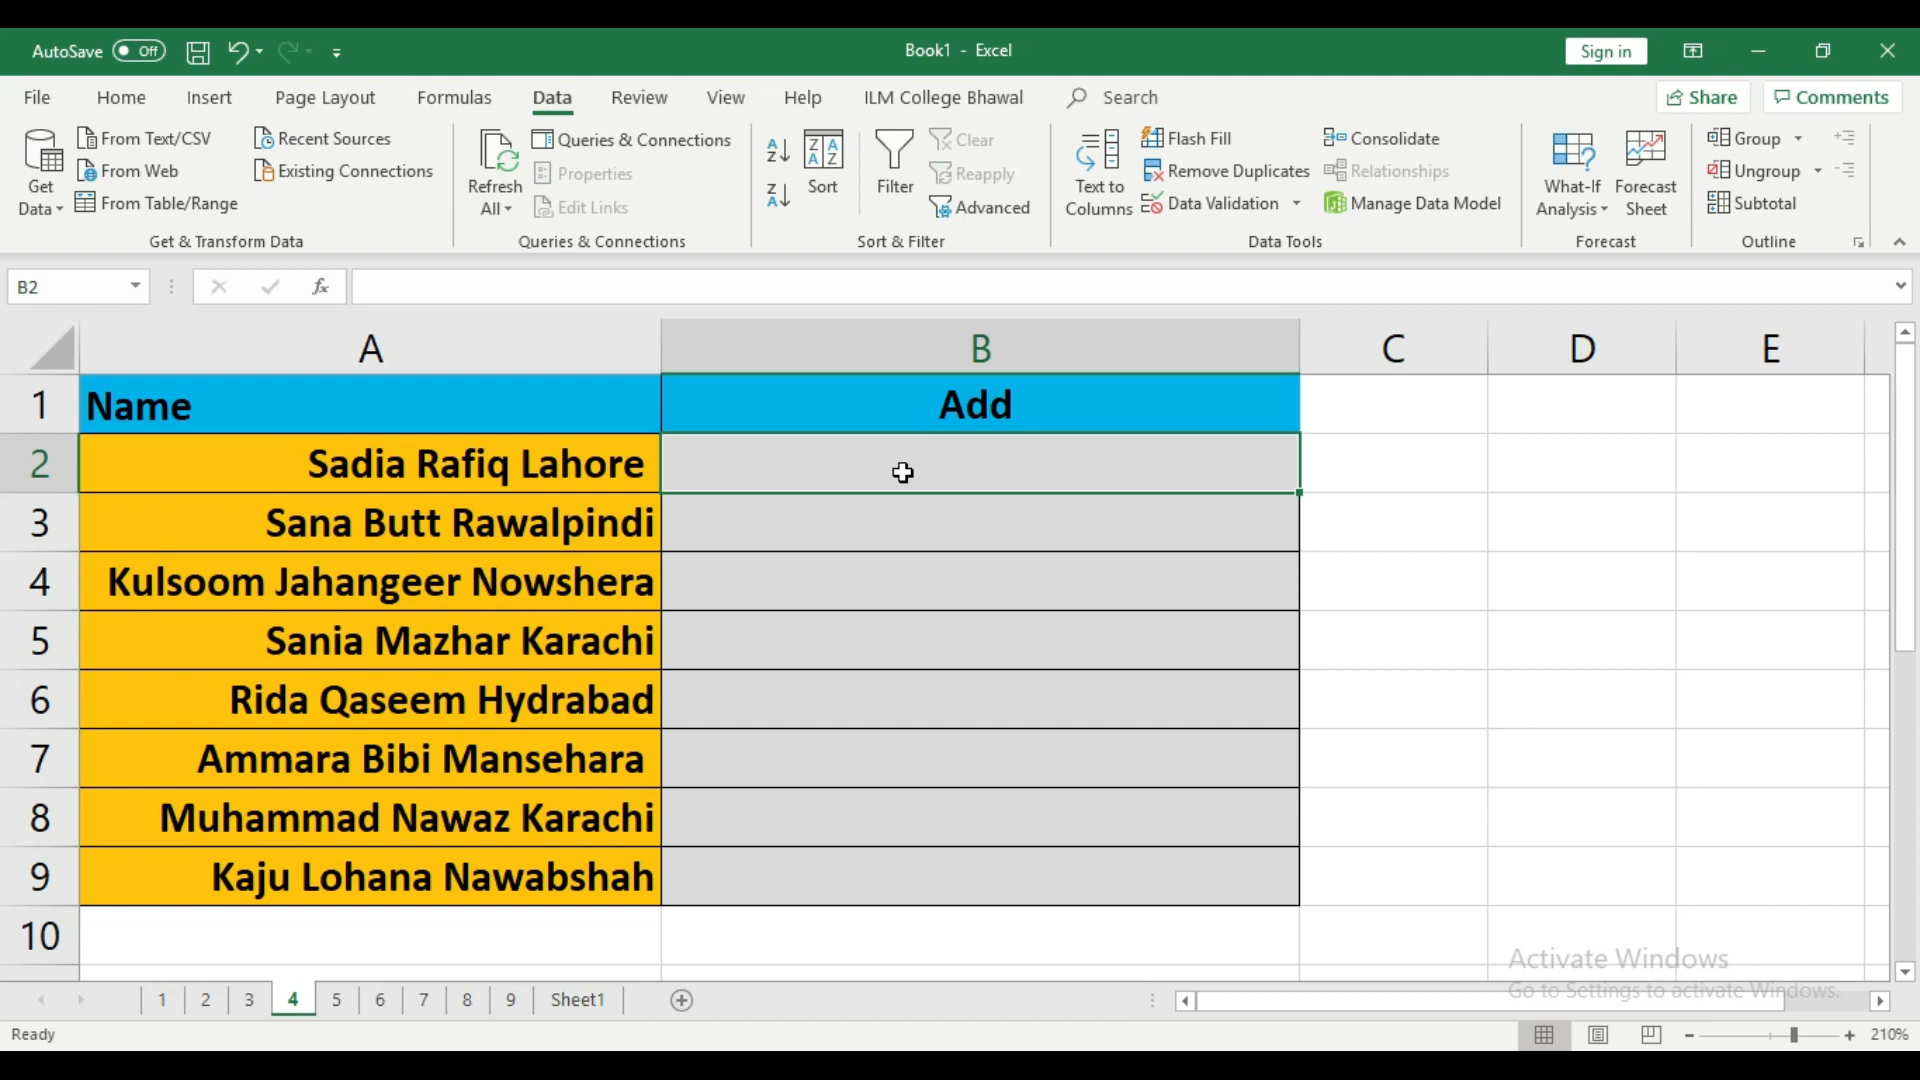 AutoSave Off Book1 - Excel Sign in
File Home Insert Page Layout Formulas Data Review View Help ILM College Bhawal Search Share Comments
Get Data
From Text/CSV
From Web
From Table/Range
Recent Sources
Existing Connections
Get & Transform Data
Refresh All
Queries & Connections
Properties
Edit Links
Queries & Connections
Sort
Filter
Clear
Reapply
Advanced
Sort & Filter
Text to Columns
Flash Fill
Remove Duplicates
Data Validation
Consolidate
Relationships
Manage Data Model
Data Tools
What-If Analysis
Forecast Sheet
Forecast
Group
Ungroup
Subtotal
Outline
B2 fx
A B C D E
1 Name Add
2 Sadia Rafiq Lahore
3 Sana Butt Rawalpindi
4 Kulsoom Jahangeer Nowshera
5 Sania Mazhar Karachi
6 Rida Qaseem Hydrabad
7 Ammara Bibi Mansehara
8 Muhammad Nawaz Karachi
9 Kaju Lohana Nawabshah
10
Activate Windows
Go to Settings to activate Windows.
1 2 3 4 5 6 7 8 9 Sheet1
Ready 210%